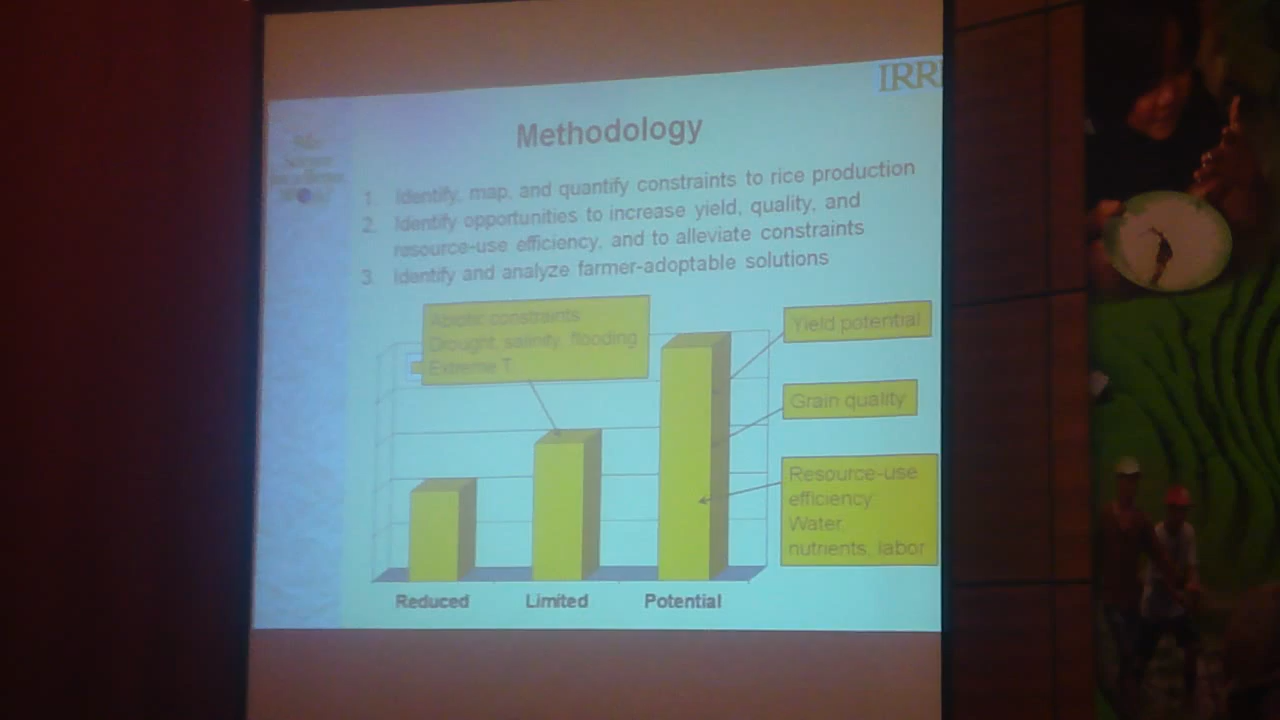 IRRI
Methodology
1. Identify, map, and quantify constraints to rice production
2. Identify opportunities to increase yield, quality, and
resource-use efficiency, and to alleviate constraints
3. Identify and analyze farmer-adoptable solutions
Abiotic constraints
Drought, salinity, flooding
Extreme T
Yield potential
Grain quality
Resource-use
efficiency
Water,
nutrients, labor
Reduced Limited Potential